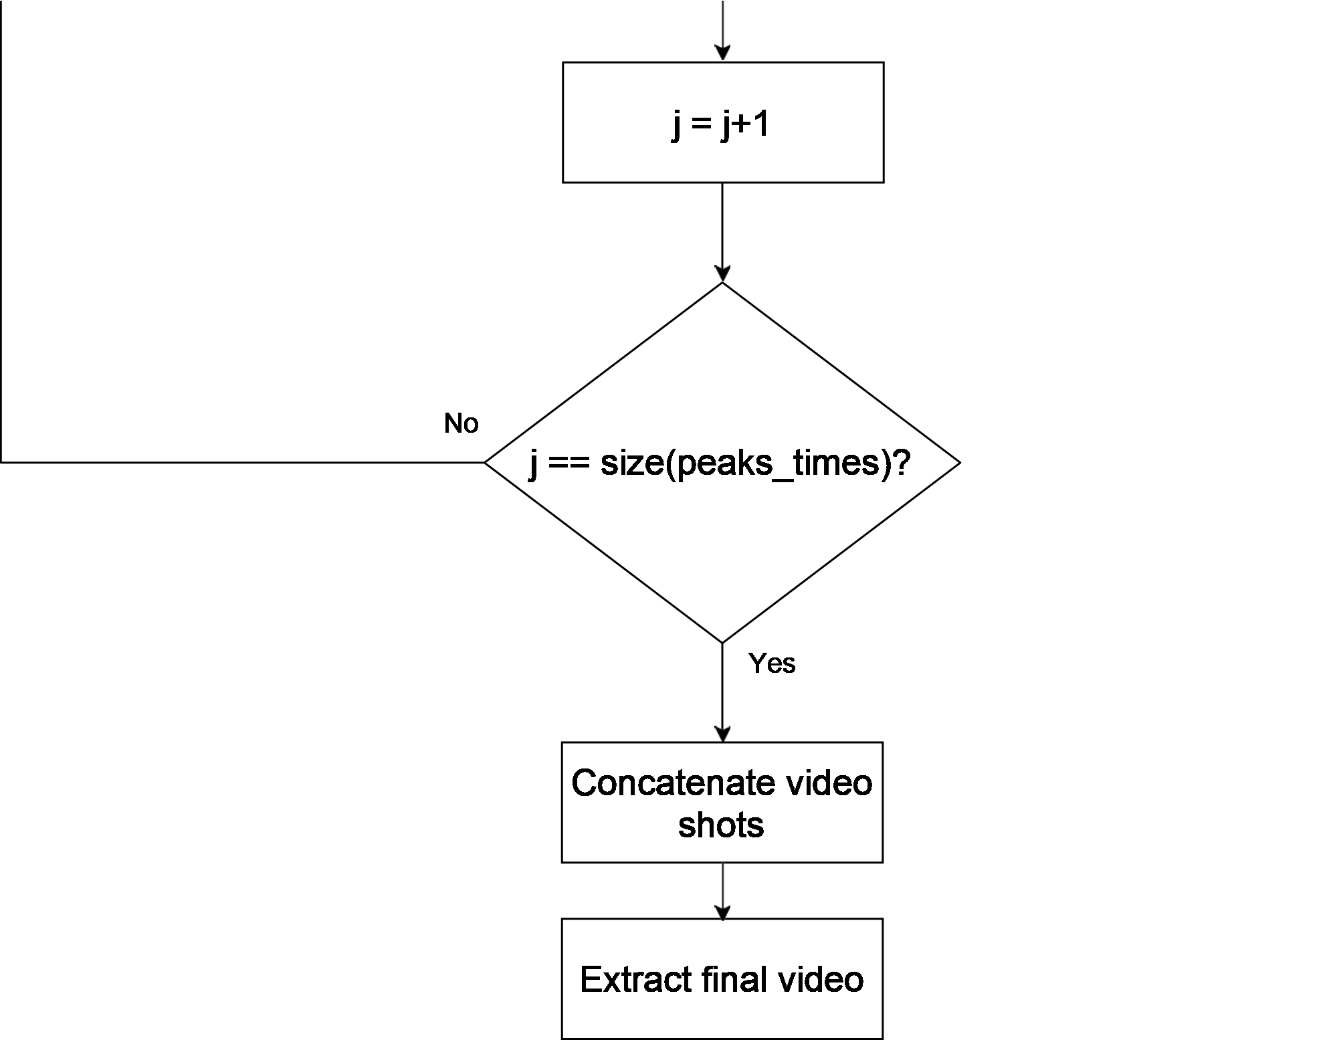 j = j+1
No
j == size(peaks_times)?
Yes
Concatenate video
shots
Extract final video